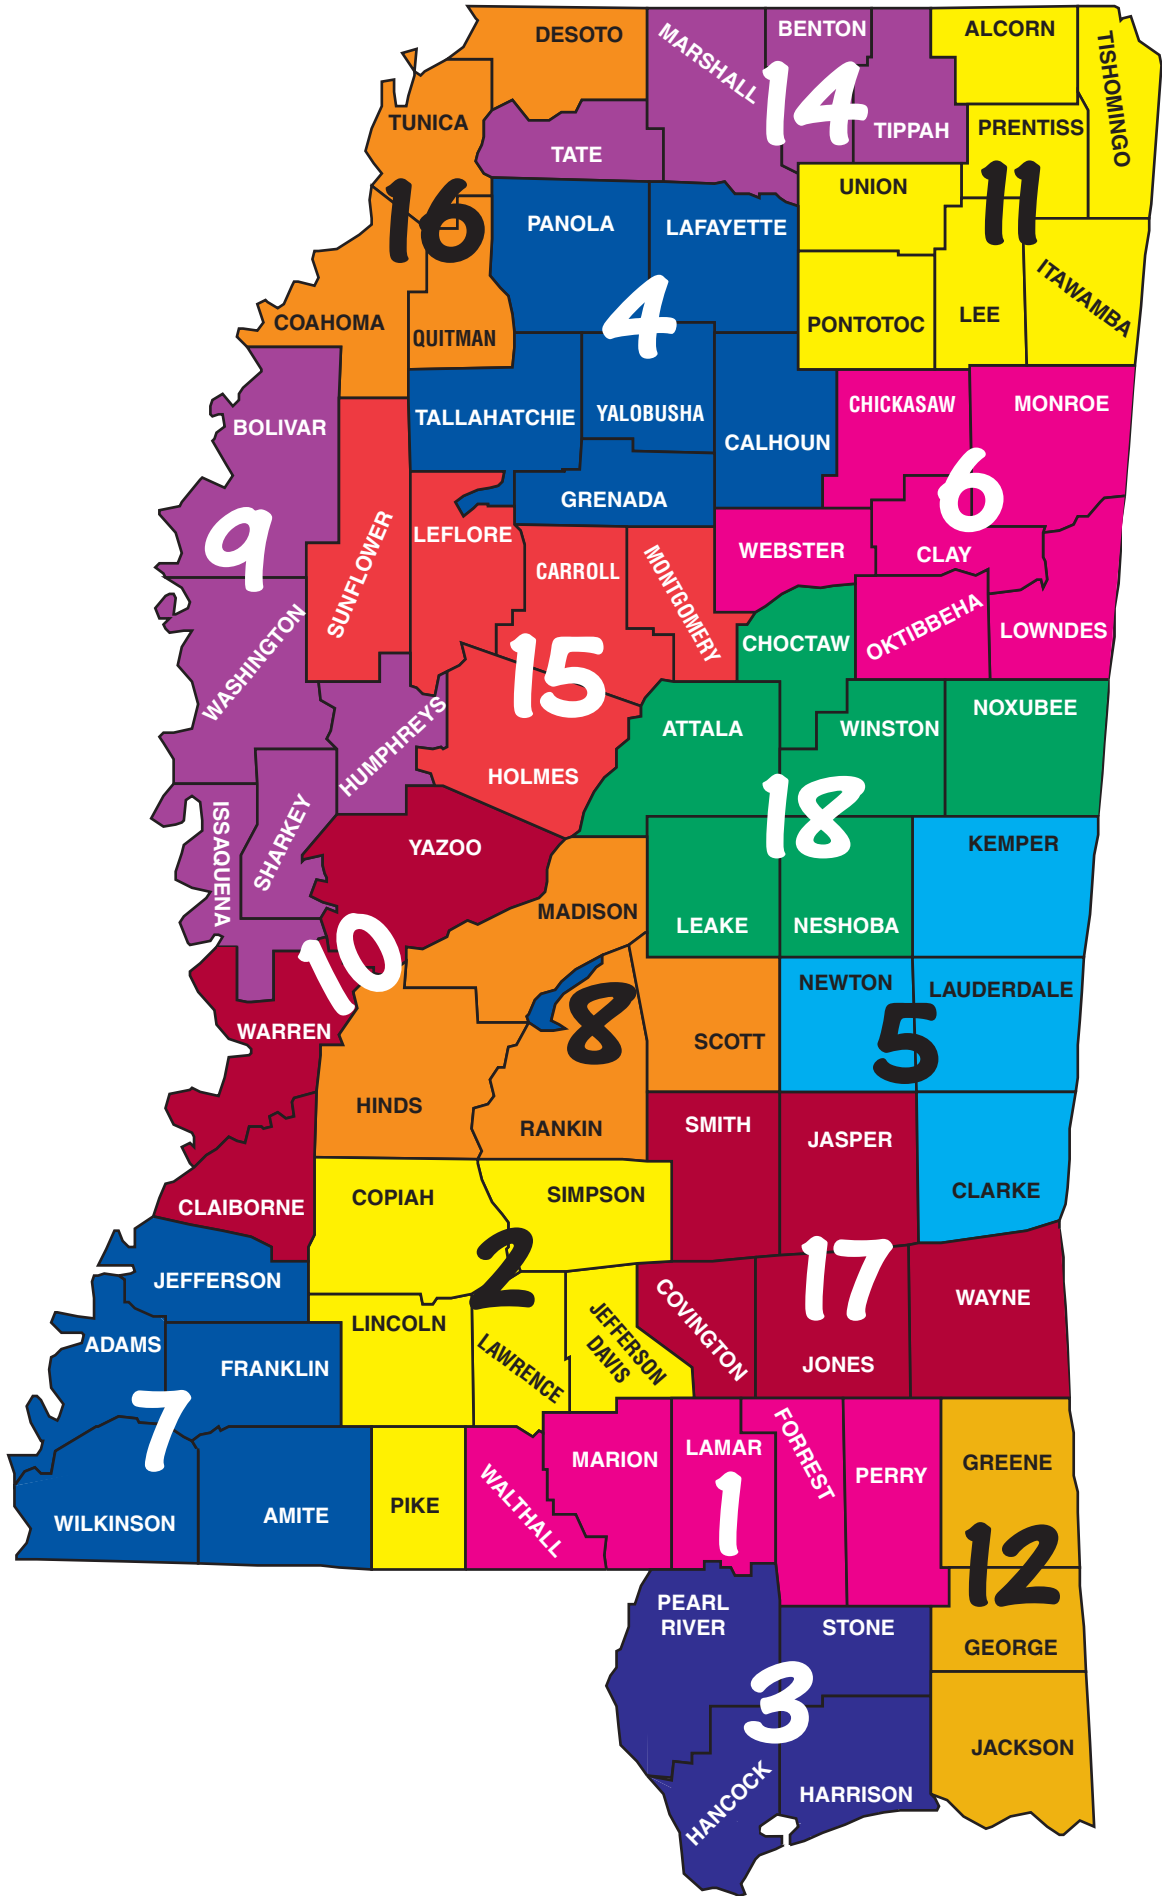 DESOTO
MARSHALL
BENTON
ALCORN
TISHOMINGO
14
TUNICA
TATE
TIPPAH
PRENTISS
16
PANOLA
LAFAYETTE
UNION
11
COAHOMA
QUITMAN
4
PONTOTOC
LEE
ITAWAMBA
BOLIVAR
TALLAHATCHIE
YALOBUSHA
CALHOUN
CHICKASAW
MONROE
9
SUNFLOWER
LEFLORE
GRENADA
6
WEBSTER
CLAY
CARROLL
MONTGOMERY
WASHINGTON
15
CHOCTAW
OKTIBBEHA
LOWNDES
HUMPHREYS
HOLMES
ATTALA
WINSTON
NOXUBEE
18
ISSAQUENA
SHARKEY
YAZOO
KEMPER
10
MADISON
LEAKE
NESHOBA
WARREN
8
SCOTT
NEWTON
LAUDERDALE
5
HINDS
RANKIN
SMITH
JASPER
CLARKE
CLAIBORNE
COPIAH
SIMPSON
2
17
JEFFERSON
LINCOLN
LAWRENCE
JEFFERSON
DAVIS
COVINGTON
JONES
WAYNE
ADAMS
FRANKLIN
7
WILKINSON
AMITE
PIKE
WALTHALL
MARION
LAMAR
FORREST
PERRY
GREENE
1
12
PEARL
RIVER
STONE
GEORGE
3
HANCOCK
HARRISON
JACKSON